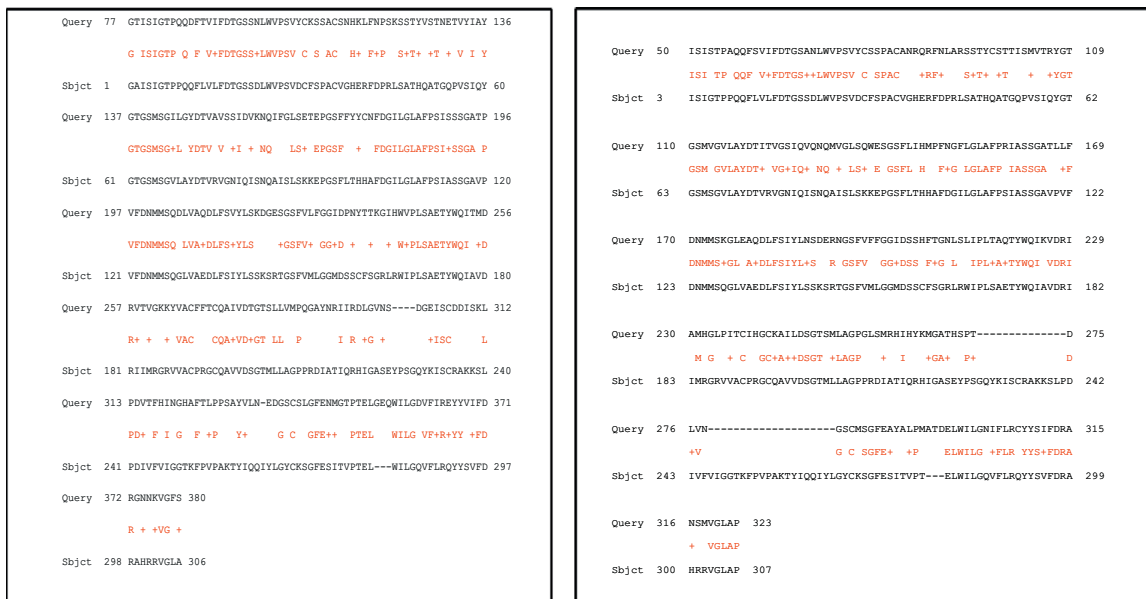 Query 77 GTISIGTPQQDFTVIFDTGSSNLWVPSVYCKSSACSNHKLFNPSKSSTYVSTNETVYIAY 136
G ISIGTP Q F V+FDTGSS+LWVPSV C S AC H+ F+P S+T+ +T + V I Y
Sbjct 1 GAISIGTPPQQFLVLFDTGSSDLWVPSVDCFSPACVGHERFDPRLSATHQATGQPVSIQY 60
Query 137 GTGSMSGILGYDTVAVSSIDVKNQIFGLSETEPGSFFYYCNFDGILGLAFPSISSSGATP 196
GTGSMSG+L YDTV V +I + NQ LS+ EPGSF + FDGILGLAFPSI+SSGA P
Sbjct 61 GTGSMSGVLAYDTVRVGNIQISNQAISLSKKEPGSFLTHHAFDGILGLAFPSIASSGAVP 120
Query 197 VFDNMMSQDLVAQDLFSVYLSKDGESGSFVLFGGIDPNYTTKGIHWVPLSAETYWQITMD 256
VFDNMMSQ LVA+DLFS+YLS +GSFV+ GG+D + + + W+PLSAETYWQI +D
Sbjct 121 VFDNMMSQGLVAEDLFSIYLSSKSRTGSFVMLGGMDSSCFSGRLRWIPLSAETYWQIAVD 180
Query 257 RVTVGKKYVACFFTCQAIVDTGTSLLVMPQGAYNRIIRDLGVNS----DGEISCDDISKL 312
R+ + + VAC CQA+VD+GT LL P I R +G + +ISC L
Sbjct 181 RIIMRGRVVACPRGCQAVVDSGTMLLAGPPRDIATIQRHIGASEYPSGQYKISCRAKKSL 240
Query 313 PDVTFHINGHAFTLPPSAYVLN-EDGSCSLGFENMGTPTELGEQWILGDVFIREYYVIFD 371
PD+ F I G F +P Y+ G C GFE++ PTEL WILG VF+R+YY +FD
Sbjct 241 PDIVFVIGGTKFPVPAKTYIQQIYLGYCKSGFESITVPTEL---WILGQVFLRQYYSVFD 297
Query 372 RGNNKVGFS 380
R + +VG +
Sbjct 298 RAHRRVGLA 306
Query 50 ISISTPAQQFSVIFDTGSANLWVPSVYCSSPACANRQRFNLARSSTYCSTTISMVTRYGT 109
ISI TP QQF V+FDTGS++LWVPSV C SPAC +RF+ S+T+ +T + +YGT
Sbjct 3 ISIGTPPQQFLVLFDTGSSDLWVPSVDCFSPACVGHERFDPRLSATHQATGQPVSIQYGT 62
Query 110 GSMVGVLAYDTITVGSIQVQNQMVGLSQWESGSFLIHMPFNGFLGLAFPRIASSGATLLF 169
GSM GVLAYDT+ VG+IQ+ NQ + LS+ E GSFL H F+G LGLAFP IASSGA +F
Sbjct 63 GSMSGVLAYDTVRVGNIQISNQAISLSKKEPGSFLTHHAFDGILGLAFPSIASSGAVPVF 122
Query 170 DNMMSKGLEAQDLFSIYLNSDERNGSFVFFGGIDSSHFTGNLSLIPLTAQTYWQIKVDRI 229
DNMMS+GL A+DLFSIYL+S R GSFV GG+DSS F+G L IPL+A+TYWQI VDRI
Sbjct 123 DNMMSQGLVAEDLFSIYLSSKSRTGSFVMLGGMDSSCFSGRLRWIPLSAETYWQIAVDRI 182
Query 230 AMHGLPITCIHGCKAILDSGTSMLAGPGLSMRHIHYKMGATHSPT--------------D 275
M G + C GC+A++DSGT +LAGP + I +GA+ P+ D
Sbjct 183 IMRGRVVACPRGCQAVVDSGTMLLAGPPRDIATIQRHIGASEYPSGQYKISCRAKKSLPD 242
Query 276 LVN--------------------GSCMSGFEAYALPMATDELWILGNIFLRCYYSIFDRA 315
+V G C SGFE+ +P ELWILG +FLR YYS+FDRA
Sbjct 243 IVFVIGGTKFPVPAKTYIQQIYLGYCKSGFESITVPT---ELWILGQVFLRQYYSVFDRA 299
Query 316 NSMVGLAP 323
+ VGLAP
Sbjct 300 HRRVGLAP 307